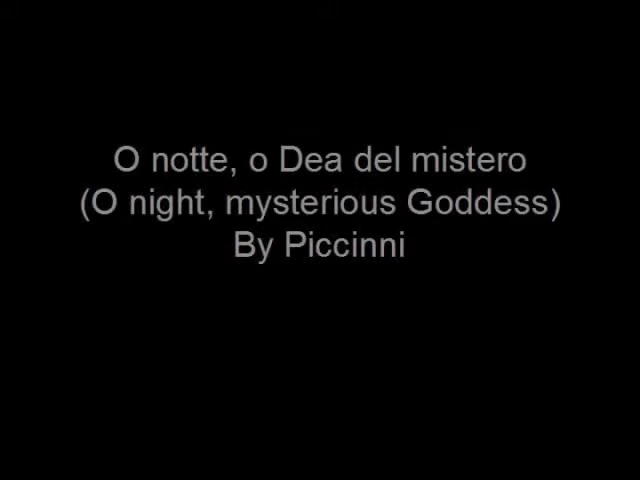 O notte, o Dea del mistero
(O night, mysterious Goddess)
By Piccinni